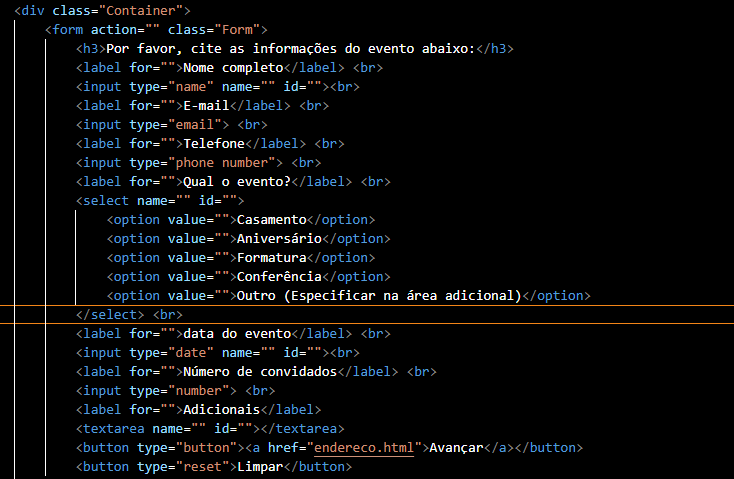 <div class="Container">
<form action="" class="Form">
<h3>Por favor, cite as informações do evento abaixo:</h3>
<label for="">Nome completo</label> <br>
<input type="name" name="" id=""><br>
<label for="">E-mail</label> <br>
<input type="email"> <br>
<label for="">Telefone</label> <br>
<input type="phone number"> <br>
<label for="">Qual o evento?</label> <br>
<select name="" id="">
<option value="">Casamento</option>
<option value="">Aniversário</option>
<option value="">Formatura</option>
<option value="">Conferência</option>
<option value="">Outro (Especificar na área adicional)</option>
</select> <br>
<label for="">data do evento</label> <br>
<input type="date" name="" id=""><br>
<label for="">Número de convidados</label> <br>
<input type="number"> <br>
<label for="">Adicionais</label>
<textarea name="" id=""></textarea>
<button type="button"><a href="endereco.html">Avançar</a></button>
<button type="reset">Limpar</button>